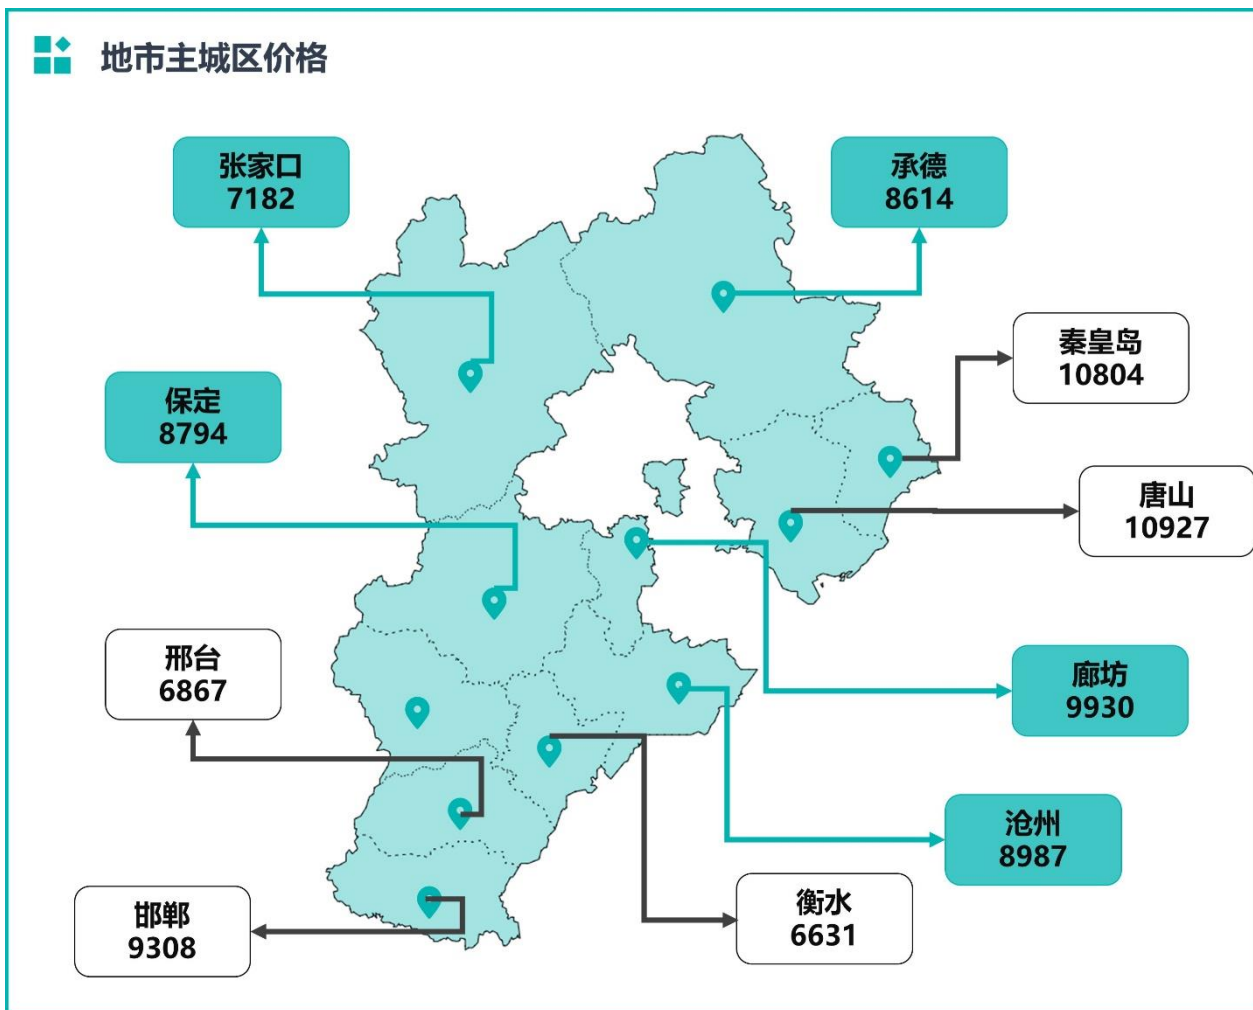 地市主城区价格
张家口
7182
承德
8614
秦皇岛
10804
保定
8794
唐山
10927
邢台
6867
廊坊
9930
沧州
8987
邯郸
9308
衡水
6631